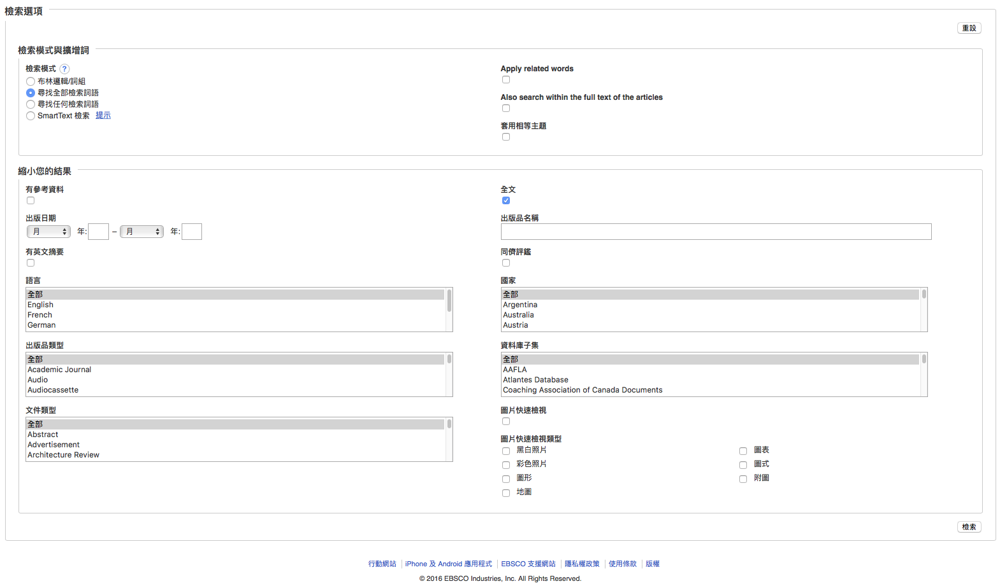 檢索選項
重設
檢索模式與擴增詞
檢索模式 ?
布林邏輯/詞組
尋找全部檢索詞語
尋找任何檢索詞語
SmartText 檢索 提示
Apply related words
Also search within the full text of the articles
套用相等主題
縮小您的結果
有參考資料
全文
出版日期
月 年: – 月 年:
出版品名稱
有英文摘要
同儕評鑑
語言
全部
English
French
German
國家
全部
Argentina
Australia
Austria
出版品類型
全部
Academic Journal
Audio
Audiocassette
資料庫子集
全部
AAFLA
Atlantes Database
Coaching Association of Canada Documents
文件類型
全部
Abstract
Advertisement
Architecture Review
圖片快速檢視
圖片快速檢視類型
黑白照片 圖表
彩色照片 圖式
圖形 附圖
地圖
檢索
行動網站 iPhone 及 Android 應用程式 EBSCO 支援網站 隱私權政策 使用條款 版權
© 2016 EBSCO Industries, Inc. All Rights Reserved.